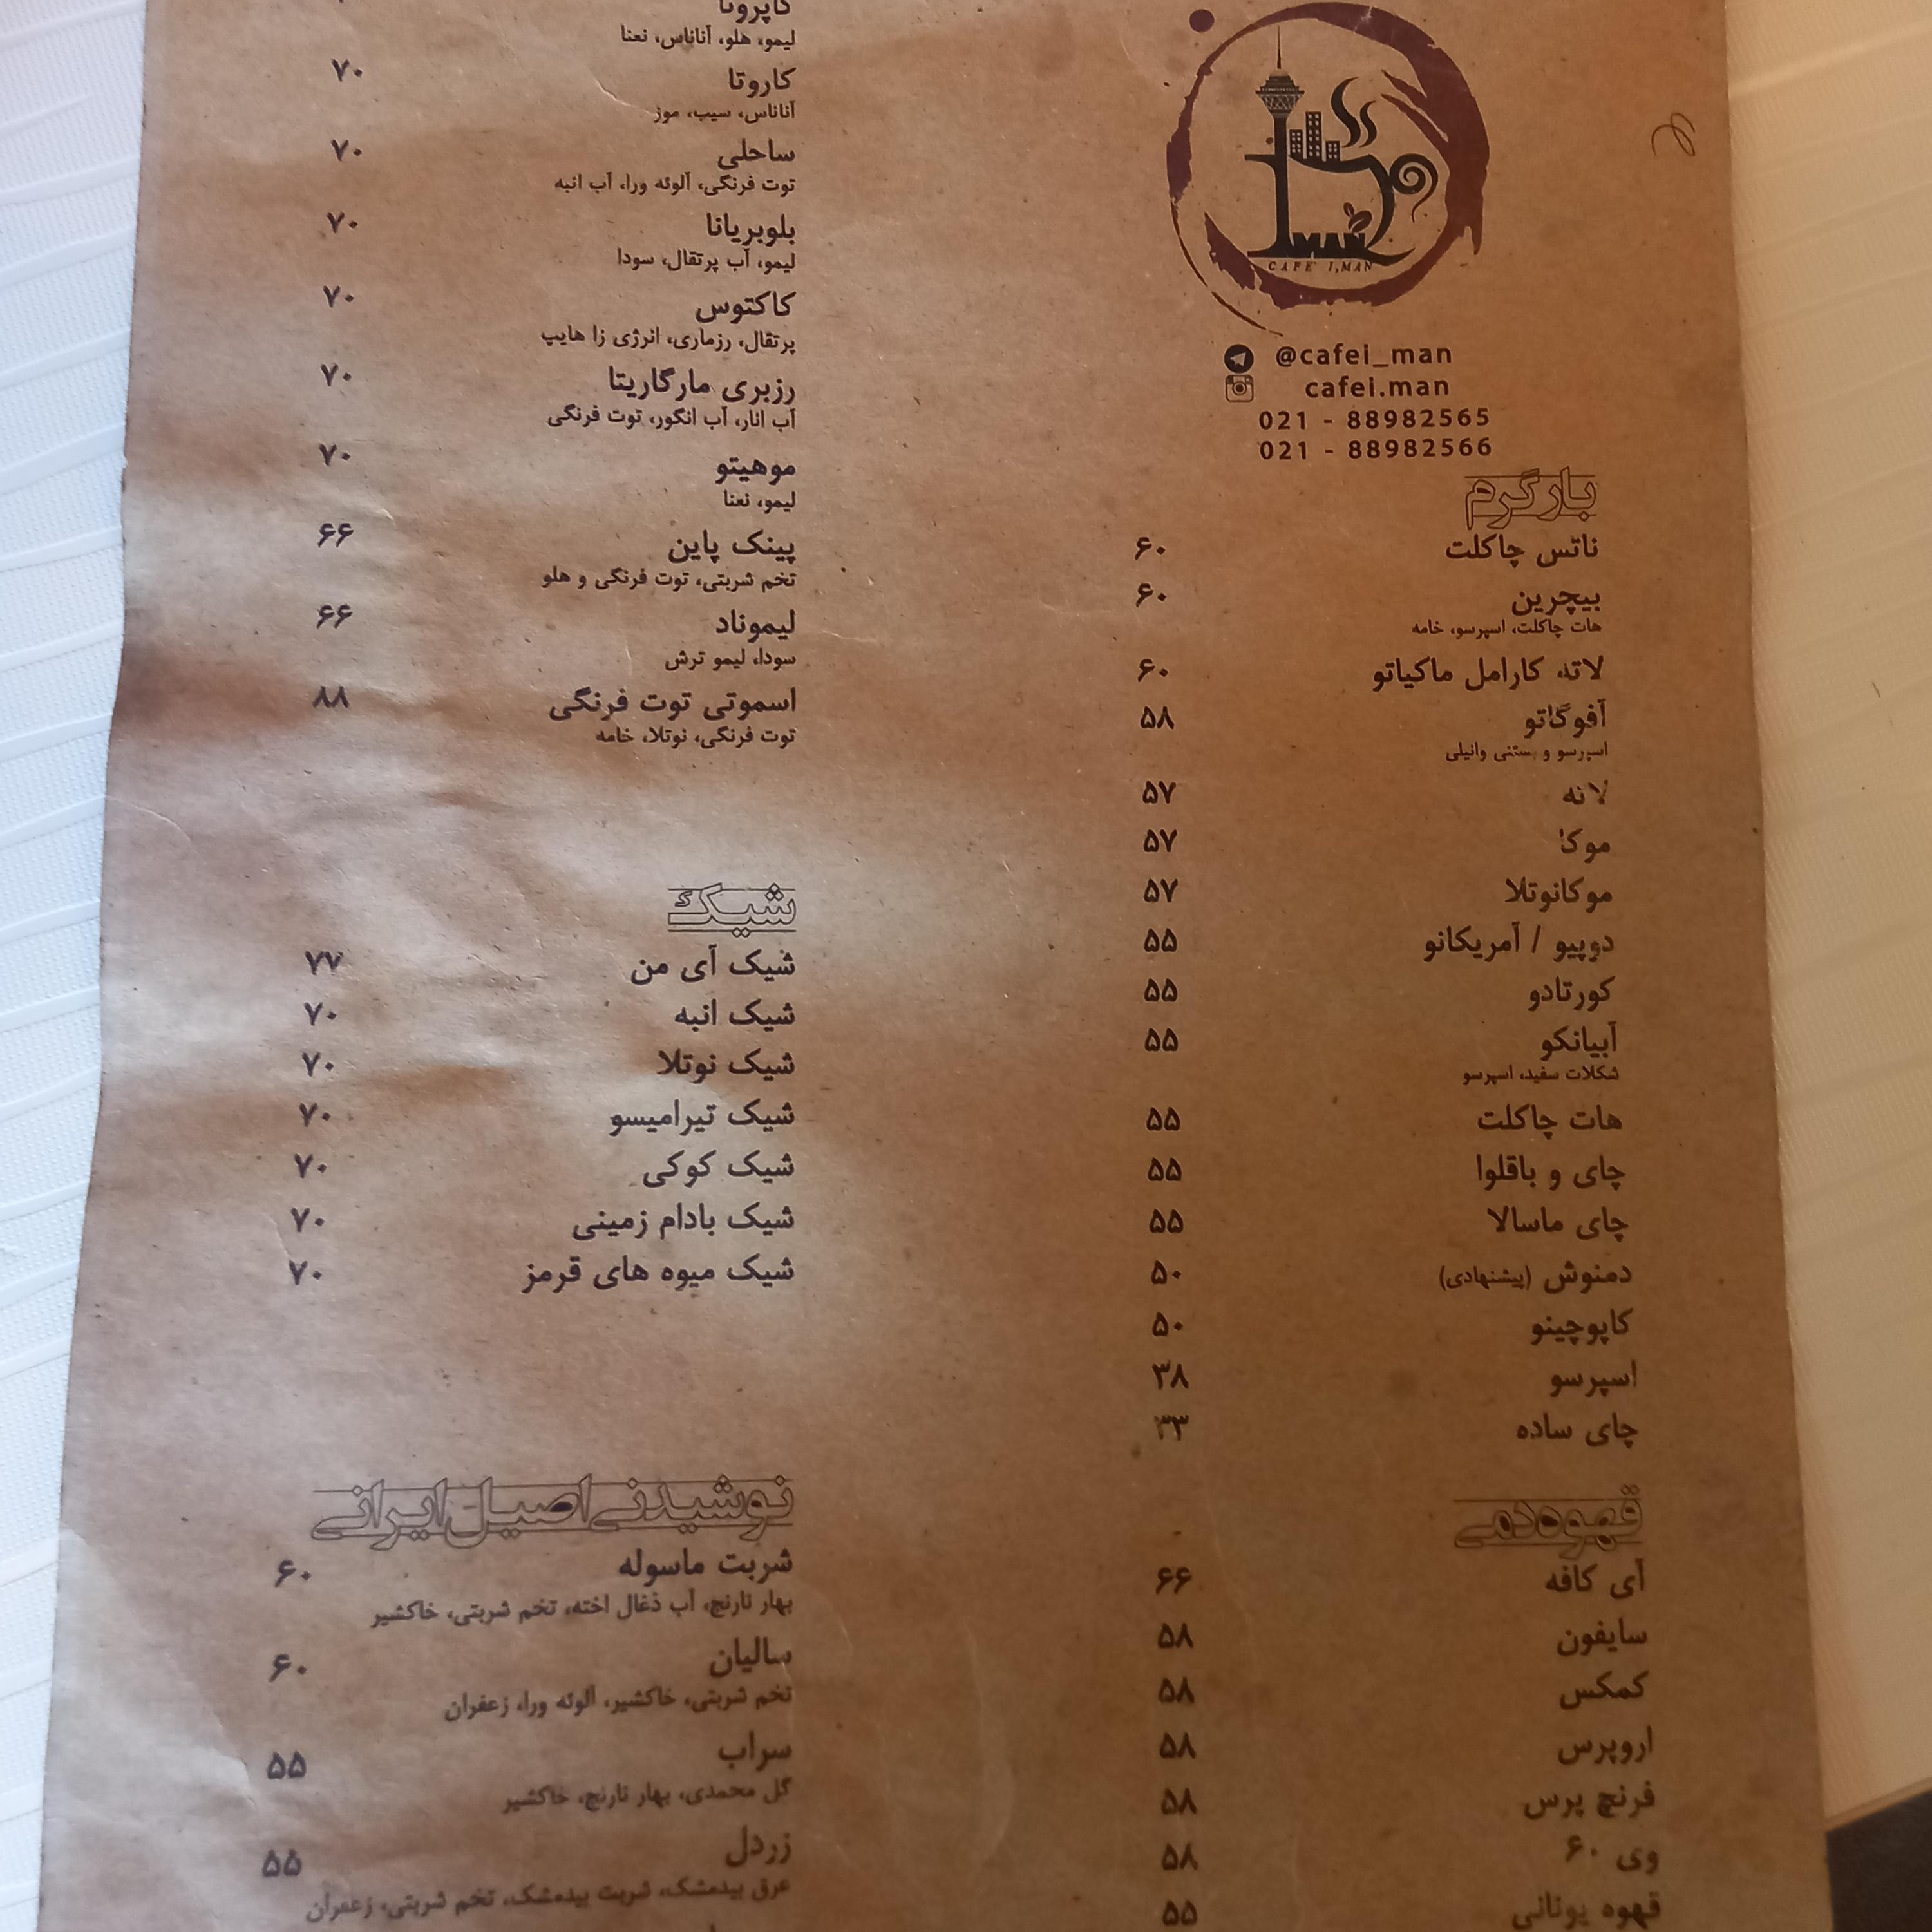 IMAN
CAFE I,MAN
@cafei_man
cafei.man
021 - 88982565
021 - 88982566
بار گرم
ناتس چاکلت ۶۰
بیچرین ۶۰
هات چاکلت، اسپرسو، خامه
لاته کارامل ماکیاتو ۶۰
آفوگاتو ۵۸
اسپرسو و بستنی وانیلی
لاته ۵۷
موکا ۵۷
موکانوتلا ۵۷
دوپیو / آمریکانو ۵۵
کورتادو ۵۵
آبیانکو ۵۵
شکلات سفید، اسپرسو
هات چاکلت ۵۵
چای و باقلوا ۵۵
چای ماسالا ۵۵
دمنوش (پیشنهادی) ۵۰
کاپوچینو ۵۰
اسپرسو ۳۸
چای ساده ۳۳
قهوه دمی
آی کافه ۶۶
سایفون ۵۸
کمکس ۵۸
اروپرس ۵۸
فرنچ پرس ۵۸
وی ۶۰ ۵۸
قهوه یونانی ۵۵
کاپروتا
لیمو، هلو، آناناس، نعنا
کاروتا ۷۰
آناناس، سیب، موز
ساحلی ۷۰
توت فرنگی، آلوئه ورا، آب انبه
بلوبریانا ۷۰
لیمو، آب پرتقال، سودا
کاکتوس ۷۰
پرتقال، رزماری، انرژی زا هایپ
رزبری مارگاریتا ۷۰
آب انار، آب انگور، توت فرنگی
موهیتو ۷۰
لیمو، نعنا
پینک پاین ۶۶
تخم شربتی، توت فرنگی و هلو
لیموناد ۶۶
سودا، لیمو ترش
اسموتی توت فرنگی ۸۸
توت فرنگی، نوتلا، خامه
شیک
شیک آی من ۷۷
شیک انبه ۷۰
شیک نوتلا ۷۰
شیک تیرامیسو ۷۰
شیک کوکی ۷۰
شیک بادام زمینی ۷۰
شیک میوه های قرمز ۷۰
نوشیدنی اصیل ایرانی
شربت ماسوله ۶۰
بهار نارنج، آب ذغال اخته، تخم شربتی، خاکشیر
سالیان ۶۰
تخم شربتی، خاکشیر، آلوئه ورا، زعفران
سراب ۵۵
گل محمدی، بهار نارنج، خاکشیر
زردل ۵۵
عرق بیدمشک، شربت بیدمشک، تخم شربتی، زعفران